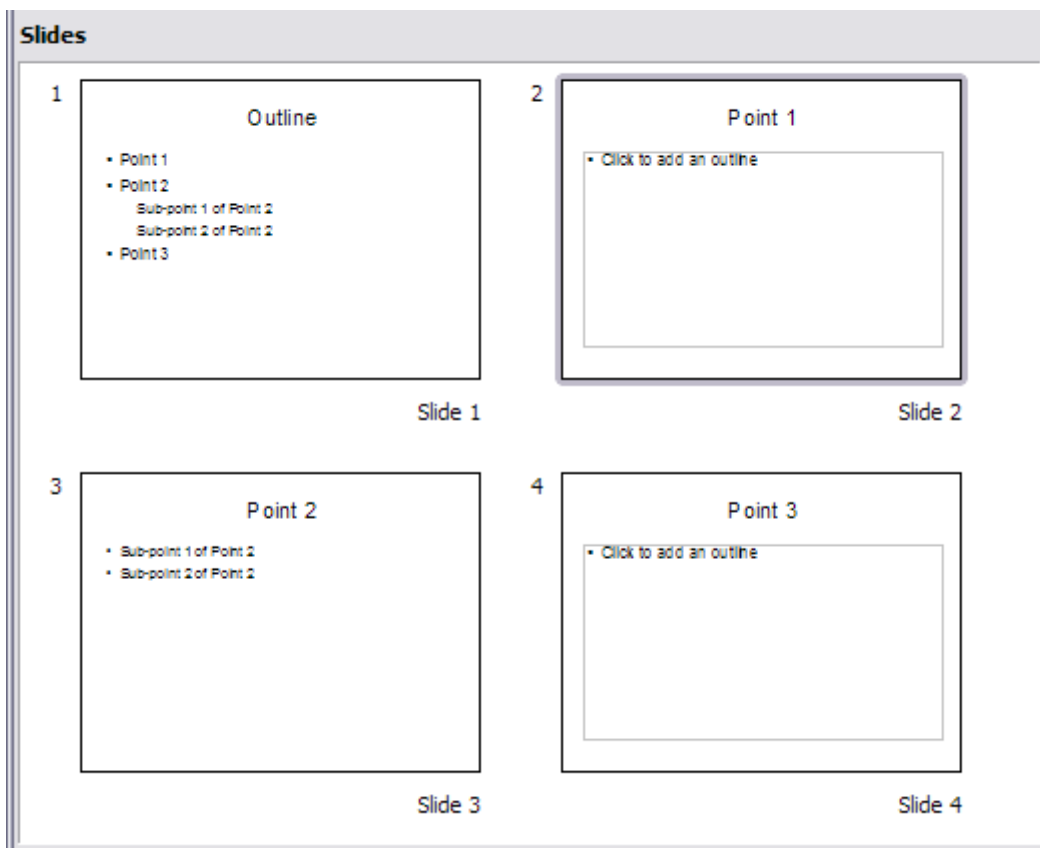 Slides
1
Outline
• Point 1
• Point 2
Sub-point 1 of Point 2
Sub-point 2 of Point 2
• Point 3
Slide 1
2
Point 1
• Click to add an outline
Slide 2
3
Point 2
• Sub-point 1 of Point 2
• Sub-point 2 of Point 2
Slide 3
4
Point 3
• Click to add an outline
Slide 4